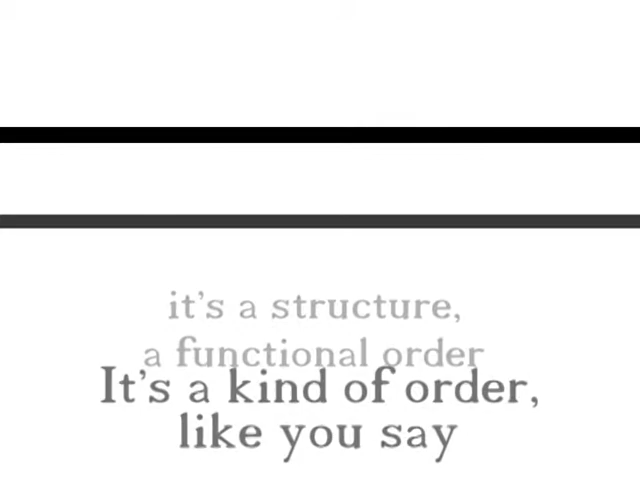 it's a structure,
a functional order
It's a kind of order,
like you say